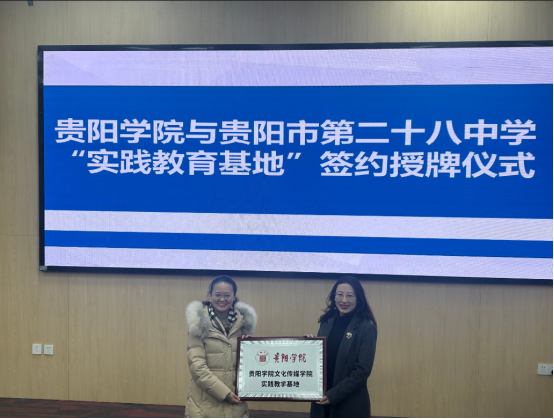 贵阳学院与贵阳市第二十八中学
“实践教育基地”签约授牌仪式
贵阳学院
贵阳学院文化传媒学院
实践教学基地